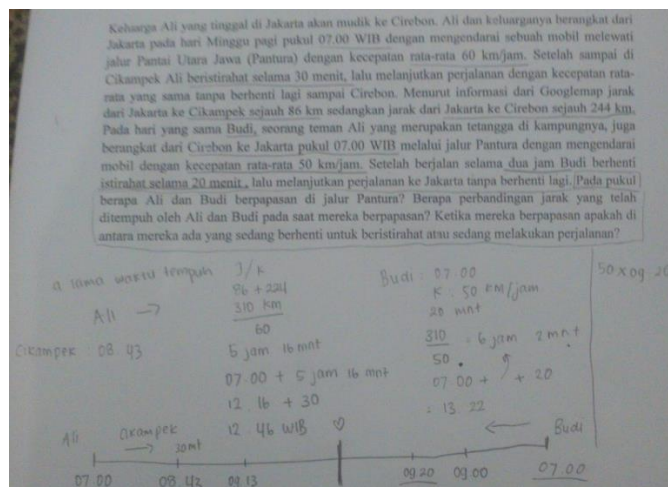 Keluarga Ali yang tinggal di Jakarta akan mudik ke Cirebon. Ali dan keluarganya berangkat dari
Jakarta pada hari Minggu pagi pukul 07.00 WIB dengan mengendarai sebuah mobil melewati
jalur Pantai Utara Jawa (Pantura) dengan kecepatan rata-rata 60 km/jam. Setelah sampai di
Cikampek Ali beristirahat selama 30 menit, lalu melanjutkan perjalanan dengan kecepatan rata-
rata yang sama tanpa berhenti lagi sampai Cirebon. Menurut informasi dari Googlemap jarak
dari Jakarta ke Cikampek sejauh 86 km sedangkan jarak dari Jakarta ke Cirebon sejauh 244 km.
Pada hari yang sama Budi, seorang teman Ali yang merupakan tetangga di kampungnya, juga
berangkat dari Cirebon ke Jakarta pukul 07.00 WIB melalui jalur Pantura dengan mengendarai
mobil dengan kecepatan rata-rata 50 km/jam. Setelah berjalan selama dua jam Budi berhenti
istirahat selama 20 menit, lalu melanjutkan perjalanan ke Jakarta tanpa berhenti lagi. Pada pukul
berapa Ali dan Budi berpapasan di jalur Pantura? Berapa perbandingan jarak yang telah
ditempuh oleh Ali dan Budi pada saat mereka berpapasan? Ketika mereka berpapasan apakah di
antara mereka ada yang sedang berhenti untuk beristirahat atau sedang melakukan perjalanan?
a sama waktu tempuh J/K
86 + 224
Ali → 310 km
60
Cikampek : 08.43
5 jam 16 mnt
07.00 + 5 jam 16 mnt
12.16 + 30
12.46 WIB
Budi : 07.00
K : 50 km/jam
20 mnt
310 = 6 jam 2 mnt
50
07.00 + + 20
: 13.22
50 x 09.20
Ali Cikampek → 30 mt ← Budi
07.00 08.42 09.13 09.20 09.00 07.00